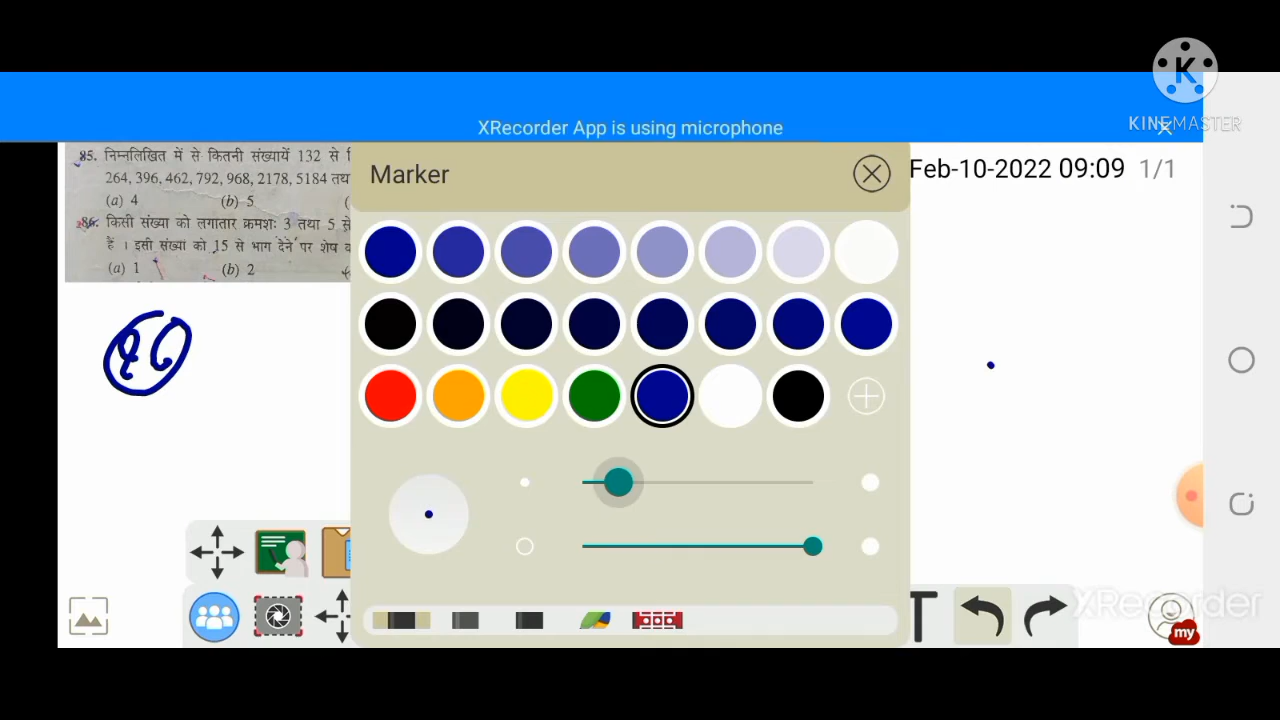 K
KINEMASTER
XRecorder App is using microphone
85. निम्नलिखित में से कितनी संख्यायें 132 से
264, 396, 462, 792, 968, 2178, 5184 तथ
(a) 4 (b) 5
86. किसी संख्या को लगातार क्रमशः 3 तथा 5 से
हैं । इसी संख्या को 15 से भाग देने पर शेष
(a) 1 (b) 2
Marker
Feb-10-2022 09:09 1/1
T
XRecorder
my